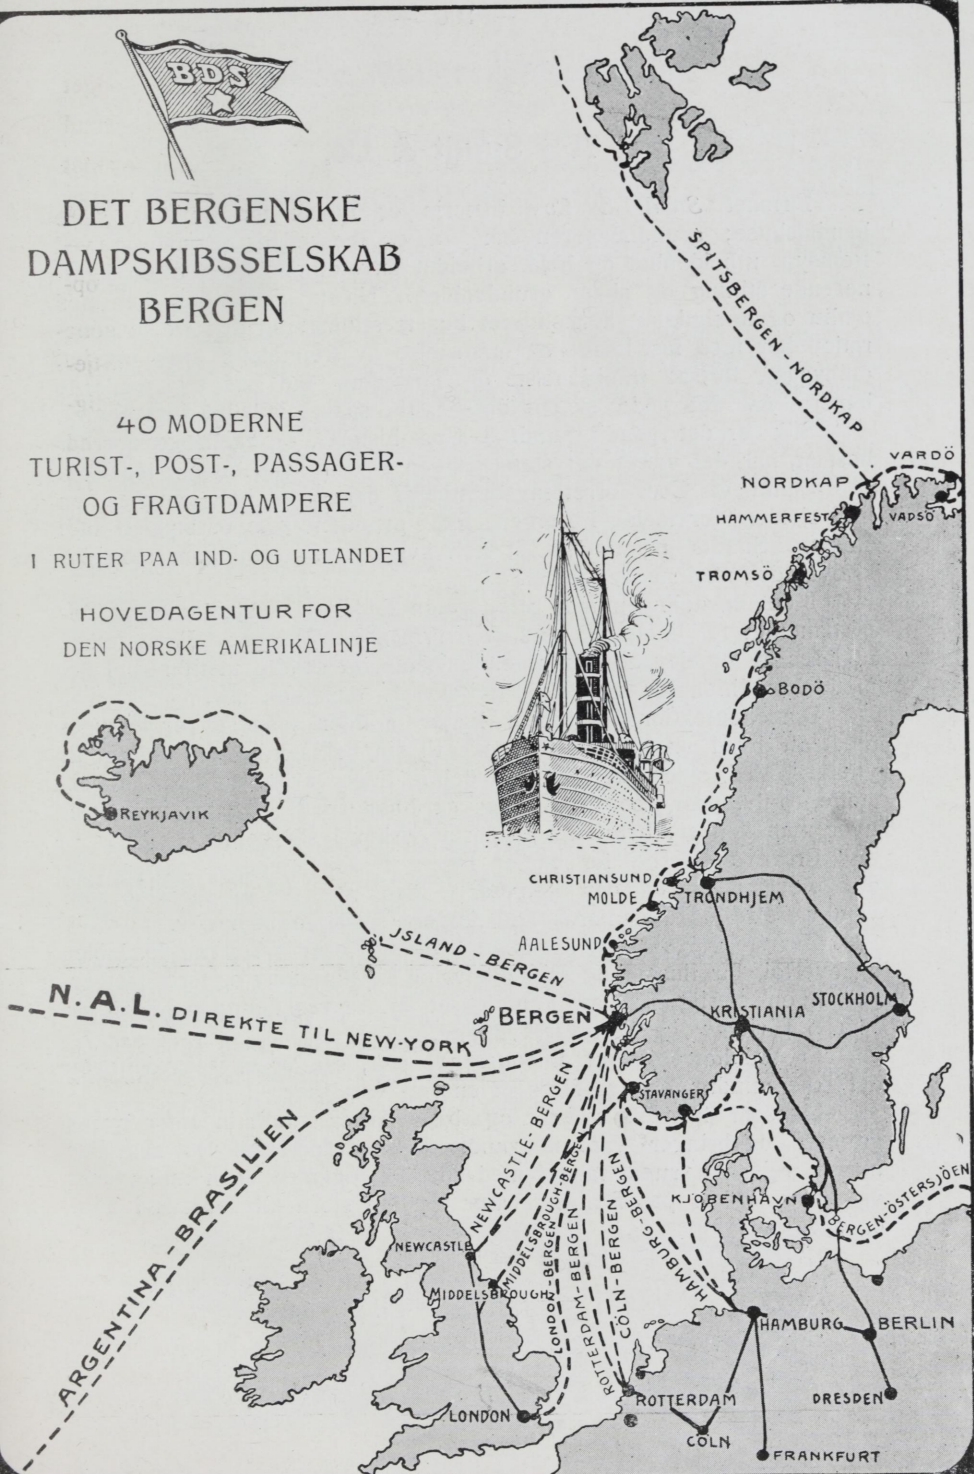 BDS
DET BERGENSKE
DAMPSKIBSSELSKAB
BERGEN
40 MODERNE
TURIST-, POST-, PASSAGER-
OG FRAGTDAMPERE
I RUTER PAA IND- OG UTLANDET
HOVEDAGENTUR FOR
DEN NORSKE AMERIKALINJE
SPITSBERGEN-NORDKAP
VARDÖ
NORDKAP
HAMMERFEST
VADSÖ
TROMSÖ
BODÖ
REYKJAVIK
CHRISTIANSUND
MOLDE
TRONDHJEM
AALESUND
JSLAND-BERGEN
N.A.L. DIREKTE TIL NEW-YORK
BERGEN
KRISTIANIA
STOCKHOLM
STAVANGER
ARGENTINA-BRASILIEN
NEWCASTLE-BERGEN
MIDDELSBROUGH-BERGEN
LONDON-BERGEN
ROTTERDAM-BERGEN
CÖLN-BERGEN
HAMBURG-BERGEN
KJÖBENHAVN
BERGEN-ÖSTERSJÖEN
NEWCASTLE
MIDDELSBROUGH
HAMBURG
BERLIN
LONDON
ROTTERDAM
DRESDEN
CÖLN
FRANKFURT